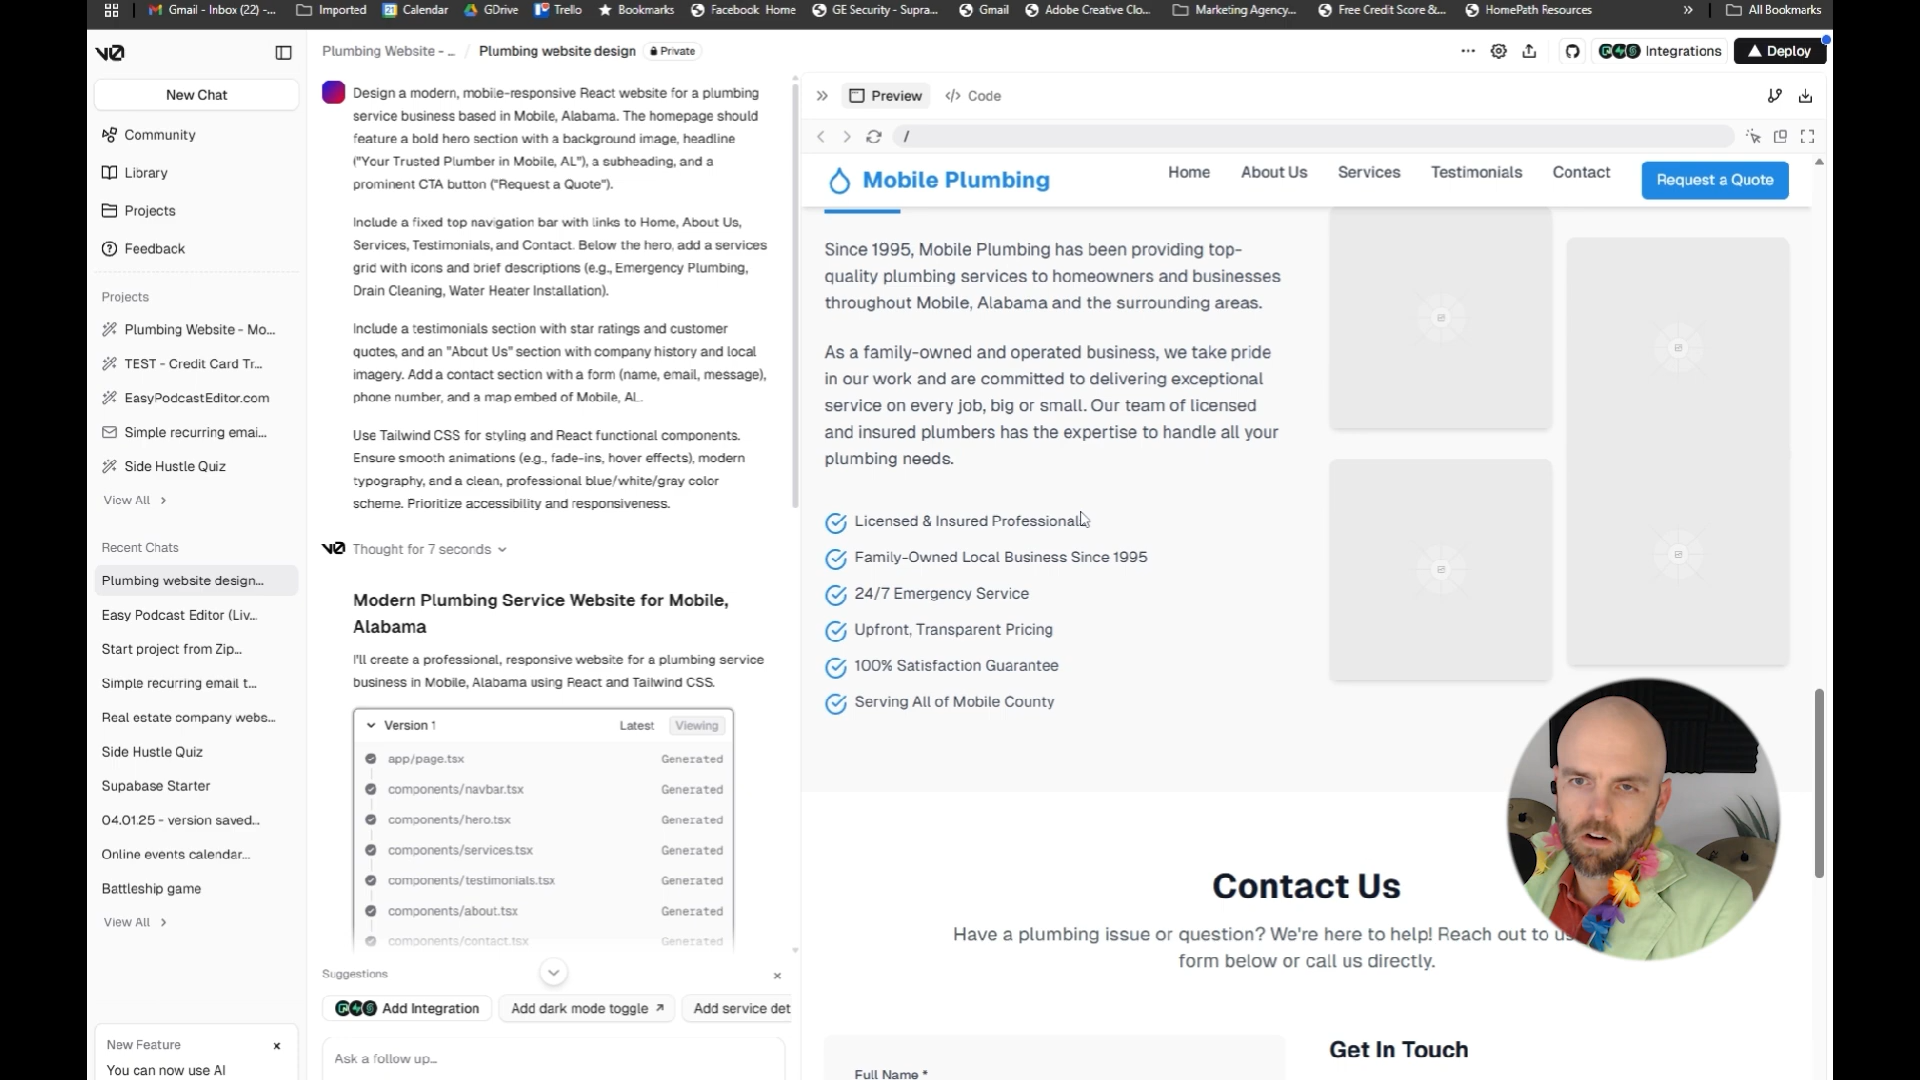 Gmail - Inbox (22) -...
Imported
Calendar
GDrive
Trello
Bookmarks
Facebook Home
GE Security - Supra...
Gmail
Adobe Creative Clo...
Marketing Agency...
Free Credit Score &...
HomePath Resources
All Bookmarks
New Chat
Community
Library
Projects
Feedback
Projects
Plumbing Website - Mo...
TEST - Credit Card Tr...
EasyPodcastEditor.com
Simple recurring emai...
Side Hustle Quiz
View All
Recent Chats
Plumbing website design...
Easy Podcast Editor (Liv...
Start project from Zip...
Simple recurring email t...
Real estate company webs...
Side Hustle Quiz
Supabase Starter
04.01.25 - version saved...
Online events calendar...
Battleship game
View All
New Feature
You can now use AI
Plumbing Website - ...
/
Plumbing website design
Private
Integrations
Deploy
Design a modern, mobile-responsive React website for a plumbing
service business based in Mobile, Alabama. The homepage should
feature a bold hero section with a background image, headline
("Your Trusted Plumber in Mobile, AL"), a subheading, and a
prominent CTA button ("Request a Quote").
Include a fixed top navigation bar with links to Home, About Us,
Services, Testimonials, and Contact. Below the hero, add a services
grid with icons and brief descriptions (e.g., Emergency Plumbing,
Drain Cleaning, Water Heater Installation).
Include a testimonials section with star ratings and customer
quotes, and an "About Us" section with company history and local
imagery. Add a contact section with a form (name, email, message),
phone number, and a map embed of Mobile, AL.
Use Tailwind CSS for styling and React functional components.
Ensure smooth animations (e.g., fade-ins, hover effects), modern
typography, and a clean, professional blue/white/gray color
scheme. Prioritize accessibility and responsiveness.
v0
Thought for 7 seconds
Modern Plumbing Service Website for Mobile,
Alabama
I'll create a professional, responsive website for a plumbing service
business in Mobile, Alabama using React and Tailwind CSS.
Version 1 Latest Viewing
app/page.tsx Generated
components/navbar.tsx Generated
components/hero.tsx Generated
components/services.tsx Generated
components/testimonials.tsx Generated
components/about.tsx Generated
components/contact.tsx Generated
Suggestions
Add Integration
Add dark mode toggle
Add service det
Ask a follow up...
Preview
Code
/
Mobile Plumbing
Home
About Us
Services
Testimonials
Contact
Request a Quote
Since 1995, Mobile Plumbing has been providing top-
quality plumbing services to homeowners and businesses
throughout Mobile, Alabama and the surrounding areas.
As a family-owned and operated business, we take pride
in our work and are committed to delivering exceptional
service on every job, big or small. Our team of licensed
and insured plumbers has the expertise to handle all your
plumbing needs.
Licensed & Insured Professionals
Family-Owned Local Business Since 1995
24/7 Emergency Service
Upfront, Transparent Pricing
100% Satisfaction Guarantee
Serving All of Mobile County
Contact Us
Have a plumbing issue or question? We're here to help! Reach out to us
form below or call us directly.
Get In Touch
Full Name *